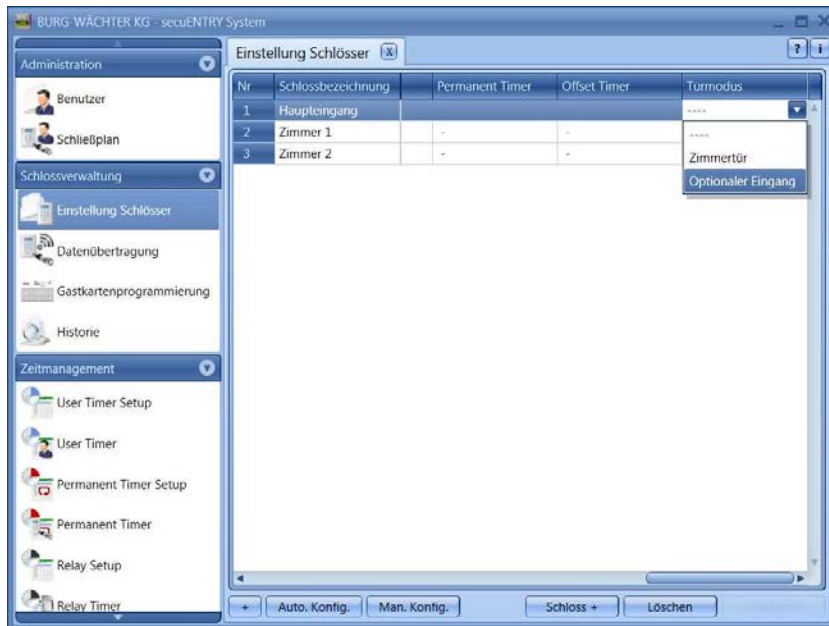 BURG-WÄCHTER KG - secuENTRY System
Administration
Benutzer
Schließplan
Schlossverwaltung
Einstellung Schlösser
Datenübertragung
Gastkartenprogrammierung
Historie
Zeitmanagement
User Timer Setup
User Timer
Permanent Timer Setup
Permanent Timer
Relay Setup
Relay Timer
Einstellung Schlösser x
? i
Nr Schlossbezeichnung Permanent Timer Offset Timer Türmodus
1 Haupteingang ----
2 Zimmer 1 - -
3 Zimmer 2 - -
----
Zimmertür
Optionaler Eingang
+ Auto. Konfig. Man. Konfig. Schloss + Löschen